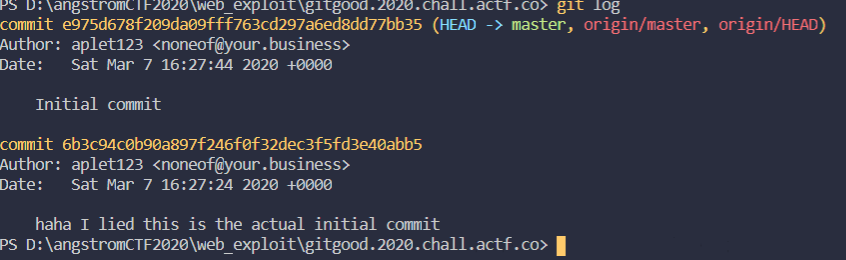 PS D:\angstromCTF2020\web_exploit\gitgood.2020.chall.actf.co> git log
commit e975d678f209da09fff763cd297a6ed8dd77bb35 (HEAD -> master, origin/master, origin/HEAD)
Author: aplet123 <noneof@your.business>
Date:   Sat Mar 7 16:27:44 2020 +0000
    Initial commit
commit 6b3c94c0b90a897f246f0f32dec3f5fd3e40abb5
Author: aplet123 <noneof@your.business>
Date:   Sat Mar 7 16:27:24 2020 +0000
    haha I lied this is the actual initial commit
PS D:\angstromCTF2020\web_exploit\gitgood.2020.chall.actf.co>